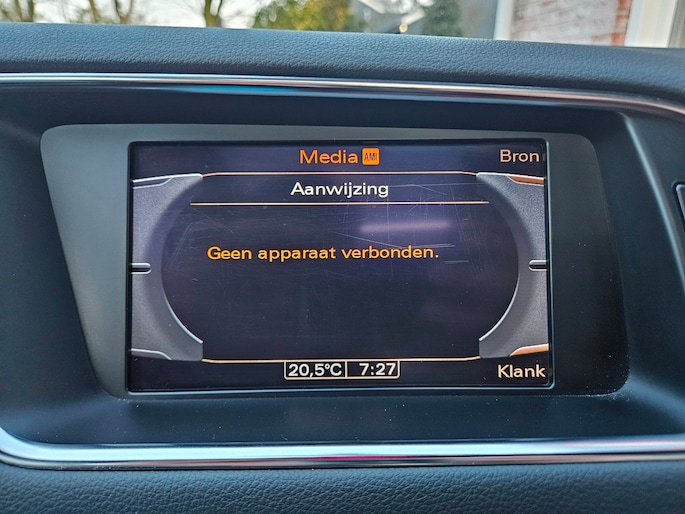 Media AMI
Bron
Aanwijzing
Geen apparaat verbonden.
20,5°C 7:27
Klank